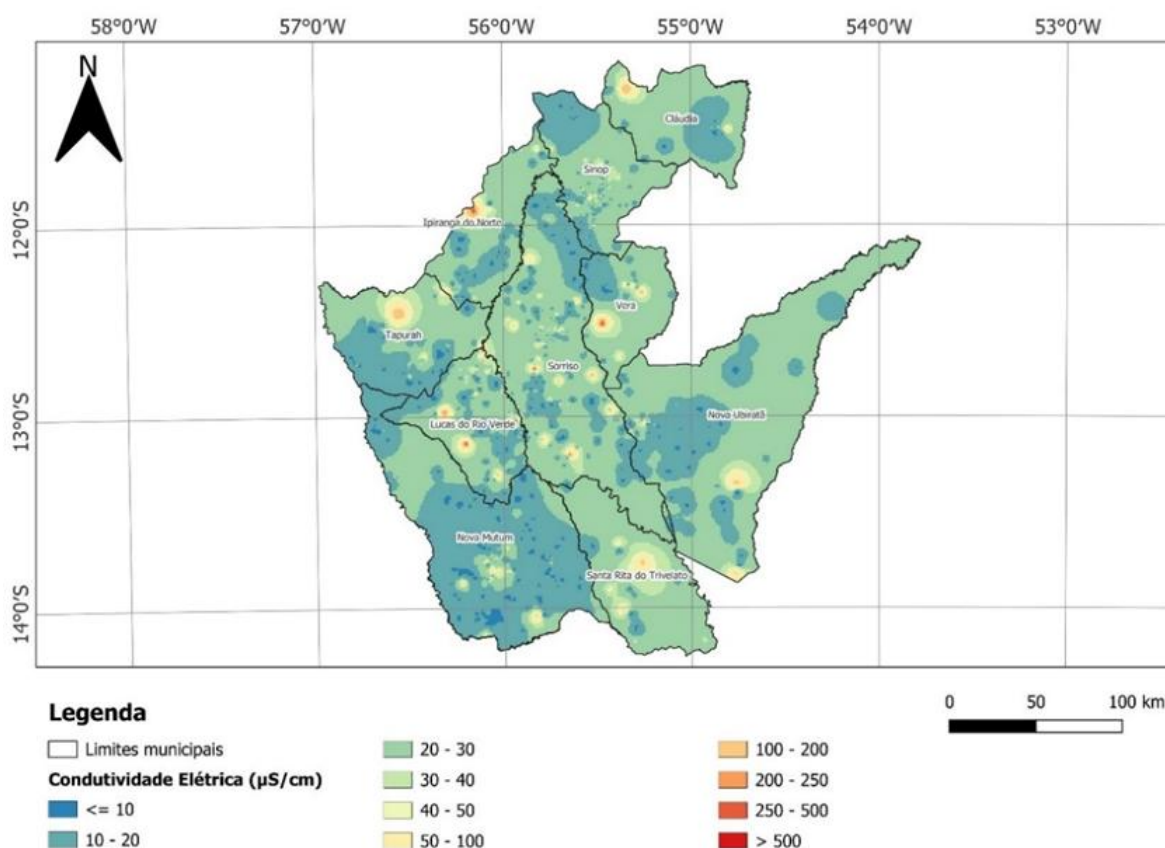 58°0'W 57°0'W 56°0'W 55°0'W 54°0'W 53°0'W
N
Cláudia
Sinop
12°0'S
Ipiranga do Norte
Vera
Tapurah
Sorriso
13°0'S
Nova Ubiratã
Lucas do Rio Verde
Nova Mutum
Santa Rita do Trivelato
14°0'S
Legenda
0 50 100 km
Limites municipais
Condutividade Elétrica (µS/cm)
<= 10
10 - 20
20 - 30
30 - 40
40 - 50
50 - 100
100 - 200
200 - 250
250 - 500
> 500